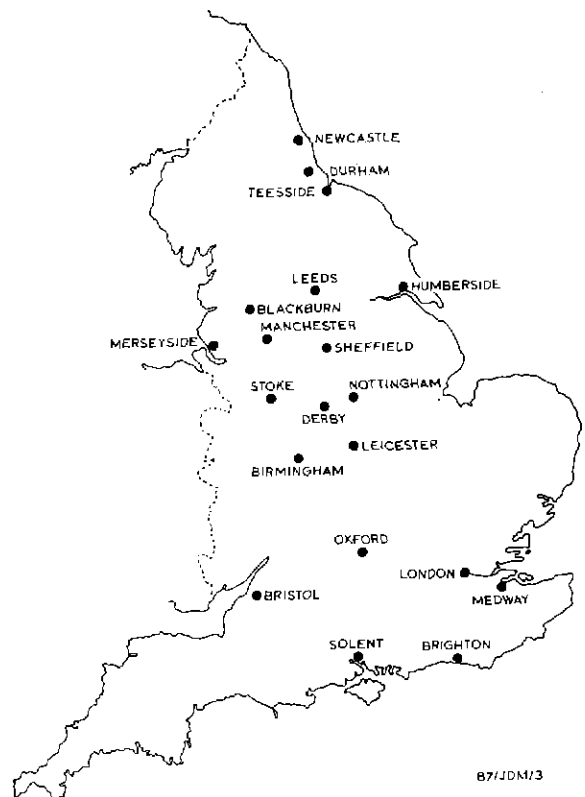 NEWCASTLE
DURHAM
TEESSIDE
LEEDS
HUMBERSIDE
BLACKBURN
MANCHESTER
MERSEYSIDE
SHEFFIELD
STOKE
NOTTINGHAM
DERBY
LEICESTER
BIRMINGHAM
OXFORD
LONDON
MEDWAY
BRISTOL
SOLENT
BRIGHTON
87/JDM/3